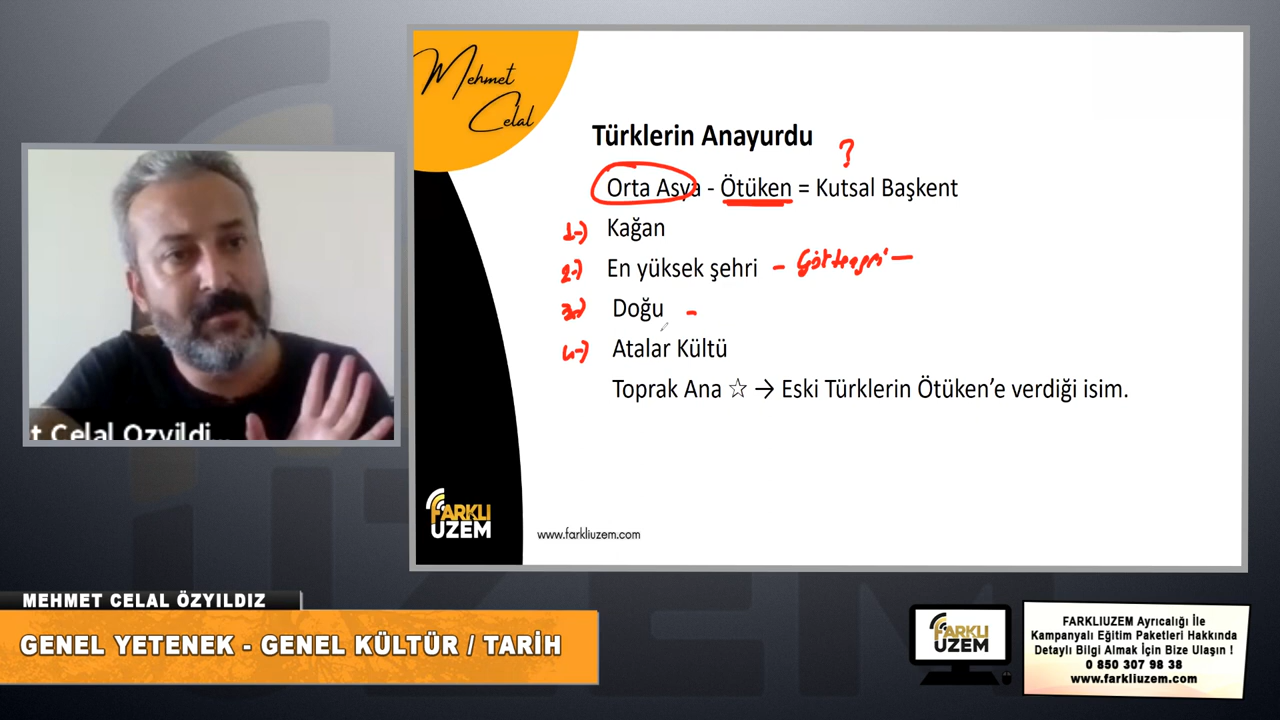 Mehmet
Celal
Türklerin Anayurdu
?
Orta Asya - Ötüken = Kutsal Başkent
1-) Kağan
2-) En yüksek şehri - Göktengri -
3-) Doğu -
4-) Atalar Kültü
Toprak Ana ☆ → Eski Türklerin Ötüken’e verdiği isim.
t Celal Ozyildi...
FARKLI
UZEM
www.farkliuzem.com
MEHMET CELAL ÖZYILDIZ
GENEL YETENEK - GENEL KÜLTÜR / TARİH
FARKLI
UZEM
FARKLIUZEM Ayrıcalığı İle
Kampanyalı Eğitim Paketleri Hakkında
Detaylı Bilgi Almak İçin Bize Ulaşın !
0 850 307 98 38
www.farkliuzem.com